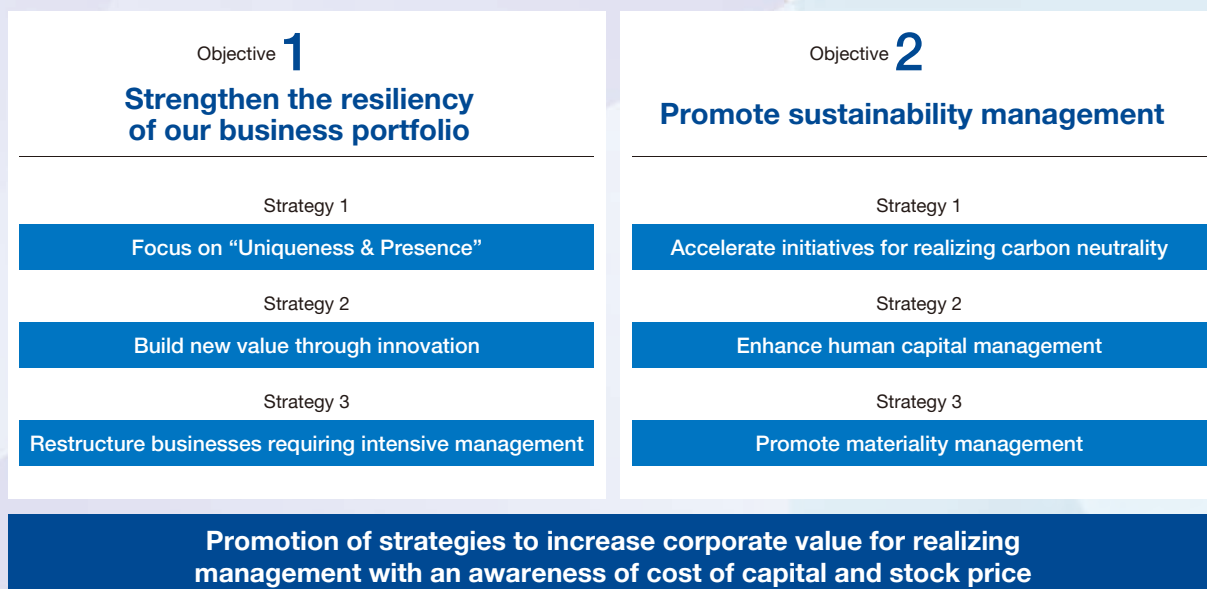 Objective 1
Strengthen the resiliency
of our business portfolio
Strategy 1
Focus on “Uniqueness & Presence”
Strategy 2
Build new value through innovation
Strategy 3
Restructure businesses requiring intensive management
Objective 2
Promote sustainability management
Strategy 1
Accelerate initiatives for realizing carbon neutrality
Strategy 2
Enhance human capital management
Strategy 3
Promote materiality management
Promotion of strategies to increase corporate value for realizing
management with an awareness of cost of capital and stock price